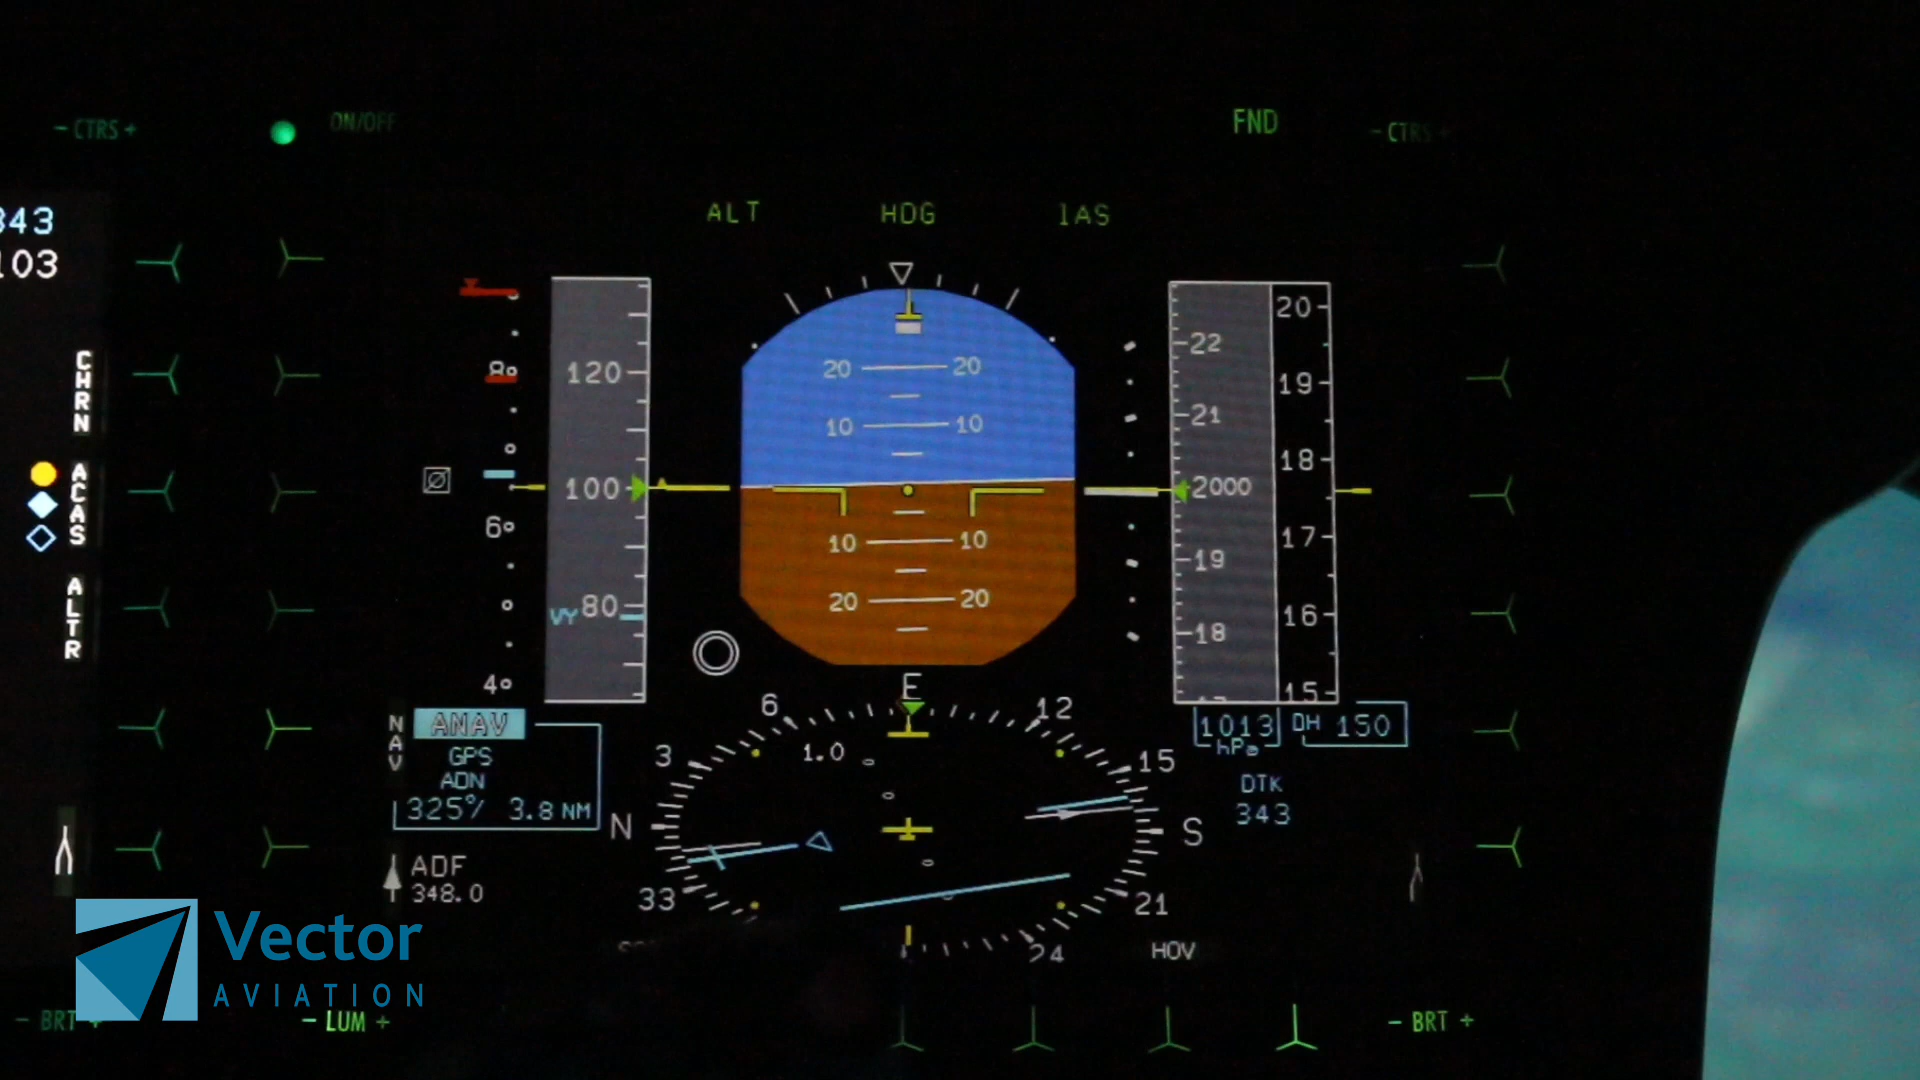 - CTRS +
ON/OFF
FND
- CTRS +
ALT HDG IAS
343
103
CHRN
ACAS
ALTR
120
100
VY 80
8
6
4
20 20
10 10
10 10
20 20
22
21
2000
19
18
20
19
18
17
16
15
NAV
ANAV
GPS
ADN
325°/ 3.8 NM
ADF
348.0
1013
hPa
DH 150
DTK
343
E
6
12
3
1.0
15
N
S
33
21
24
HOV
Vector
AVIATION
- BRT +
- LUM +
- BRT +